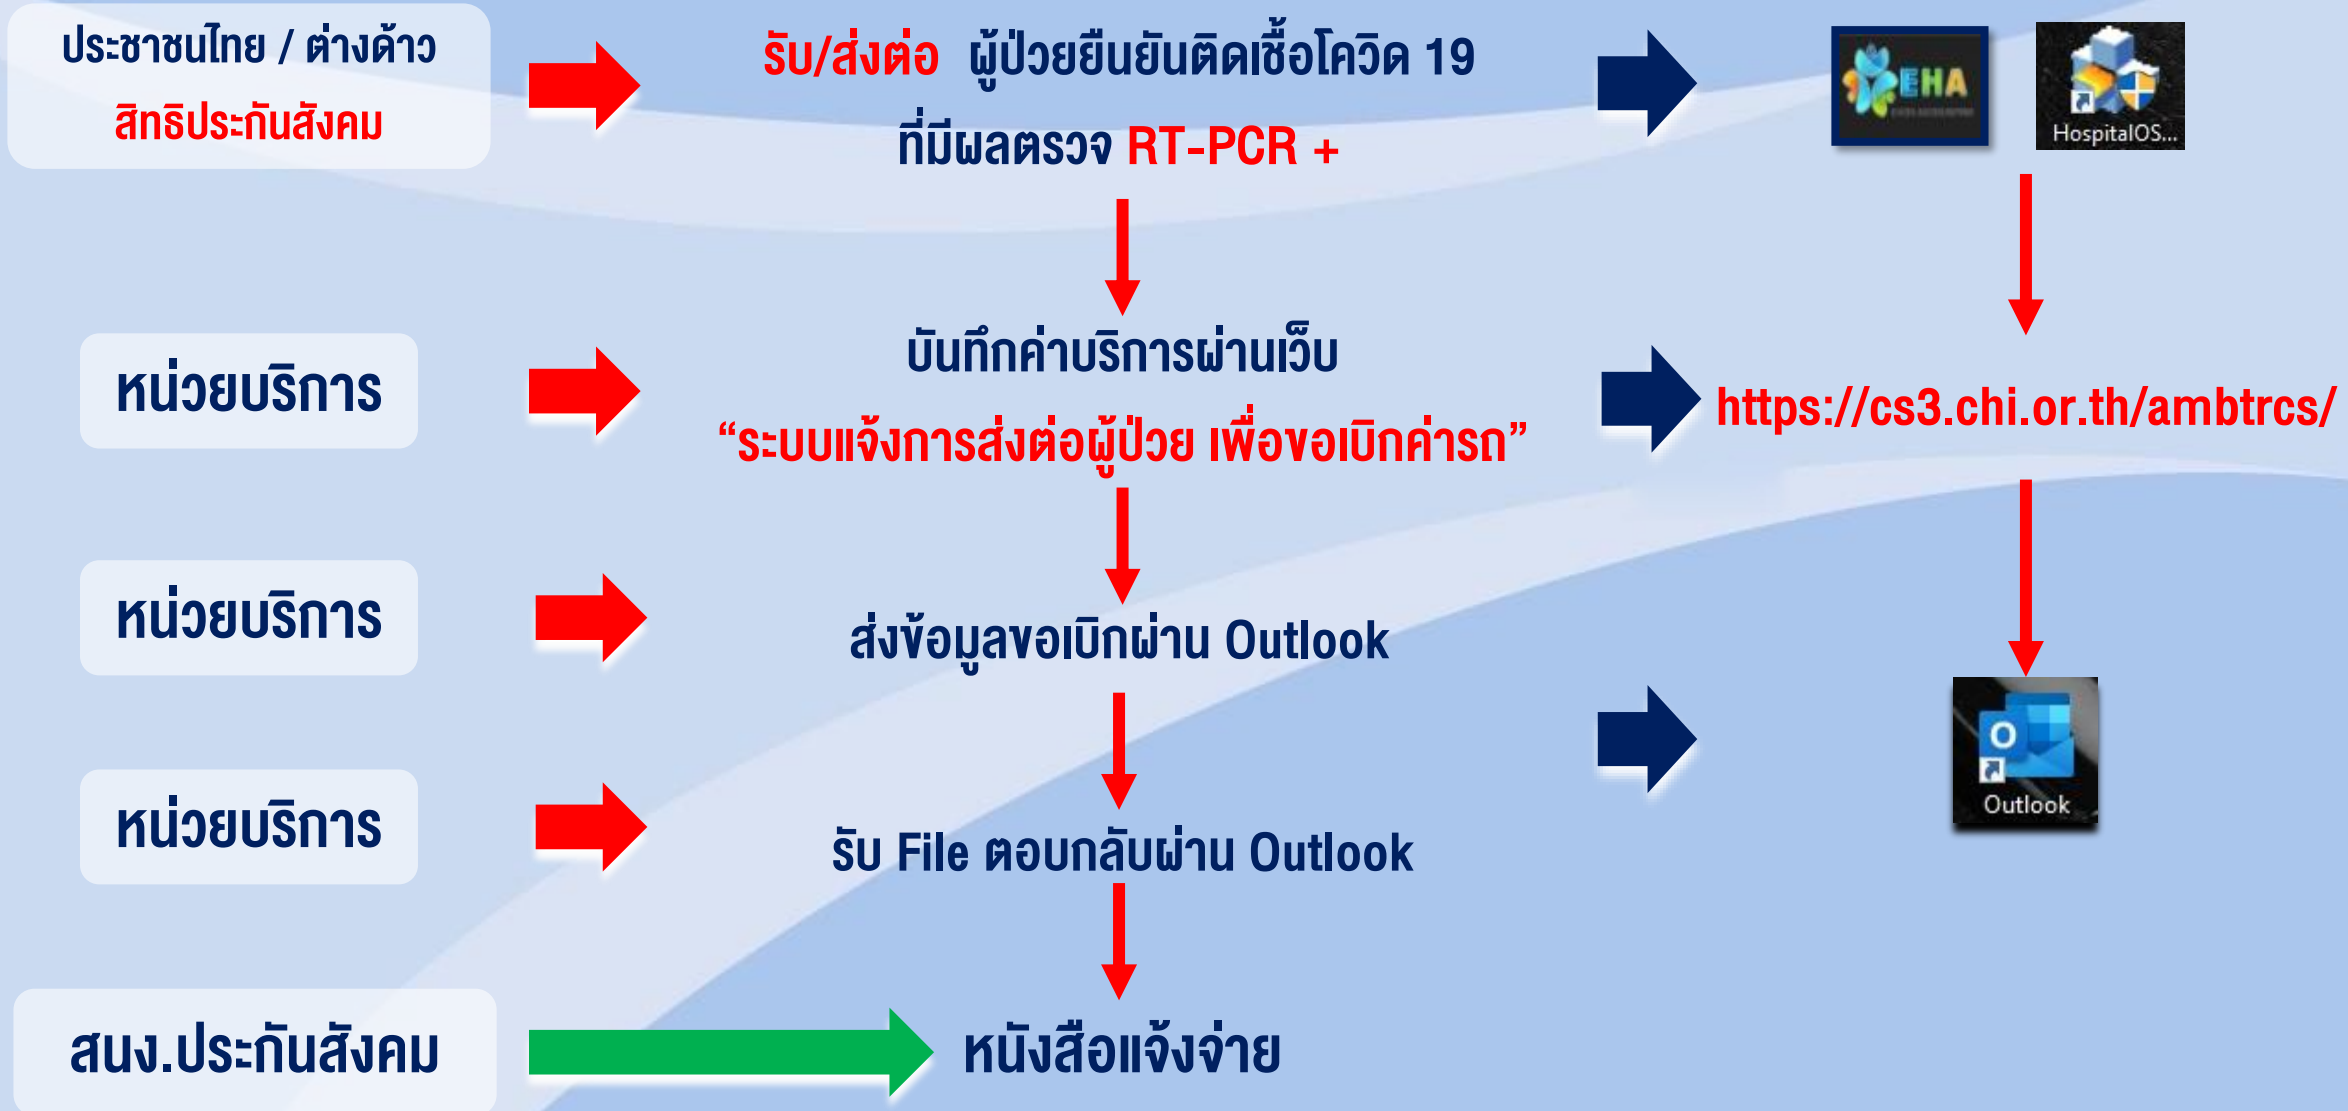 ประชาชนไทย / ต่างด้าว
สิทธิประกันสังคม
รับ/ส่งต่อ ผู้ป่วยยืนยันติดเชื้อโควิด 19
ที่มีผลตรวจ RT-PCR +
EHA
HospitalOS...
หน่วยบริการ
บันทึกค่าบริการผ่านเว็บ
“ระบบแจ้งการส่งต่อผู้ป่วย เพื่อขอเบิกค่ารถ”
https://cs3.chi.or.th/ambtrcs/
หน่วยบริการ
ส่งข้อมูลขอเบิกผ่าน Outlook
Outlook
หน่วยบริการ
รับ File ตอบกลับผ่าน Outlook
สนง.ประกันสังคม
หนังสือแจ้งจ่าย